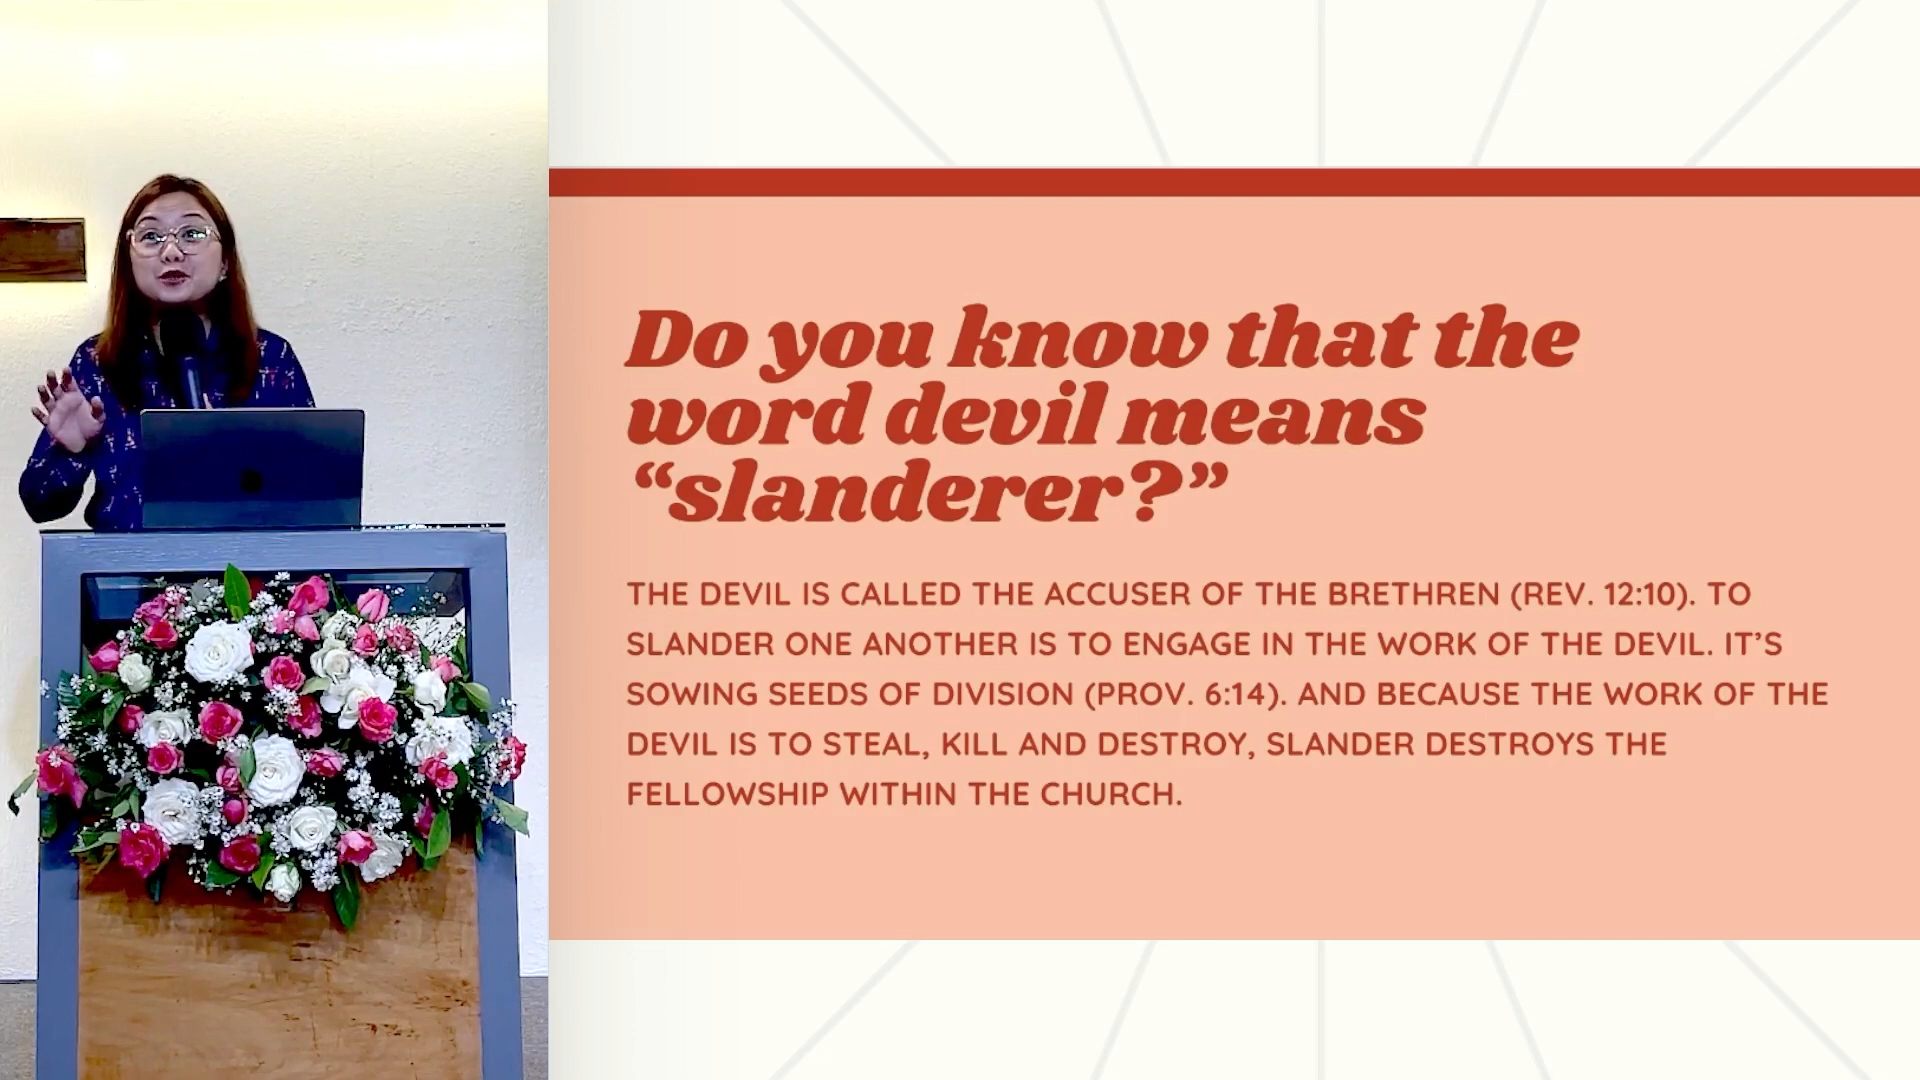 Do you know that the
word devil means
“slanderer?”
THE DEVIL IS CALLED THE ACCUSER OF THE BRETHREN (REV. 12:10). TO
SLANDER ONE ANOTHER IS TO ENGAGE IN THE WORK OF THE DEVIL. IT’S
SOWING SEEDS OF DIVISION (PROV. 6:14). AND BECAUSE THE WORK OF THE
DEVIL IS TO STEAL, KILL AND DESTROY, SLANDER DESTROYS THE
FELLOWSHIP WITHIN THE CHURCH.